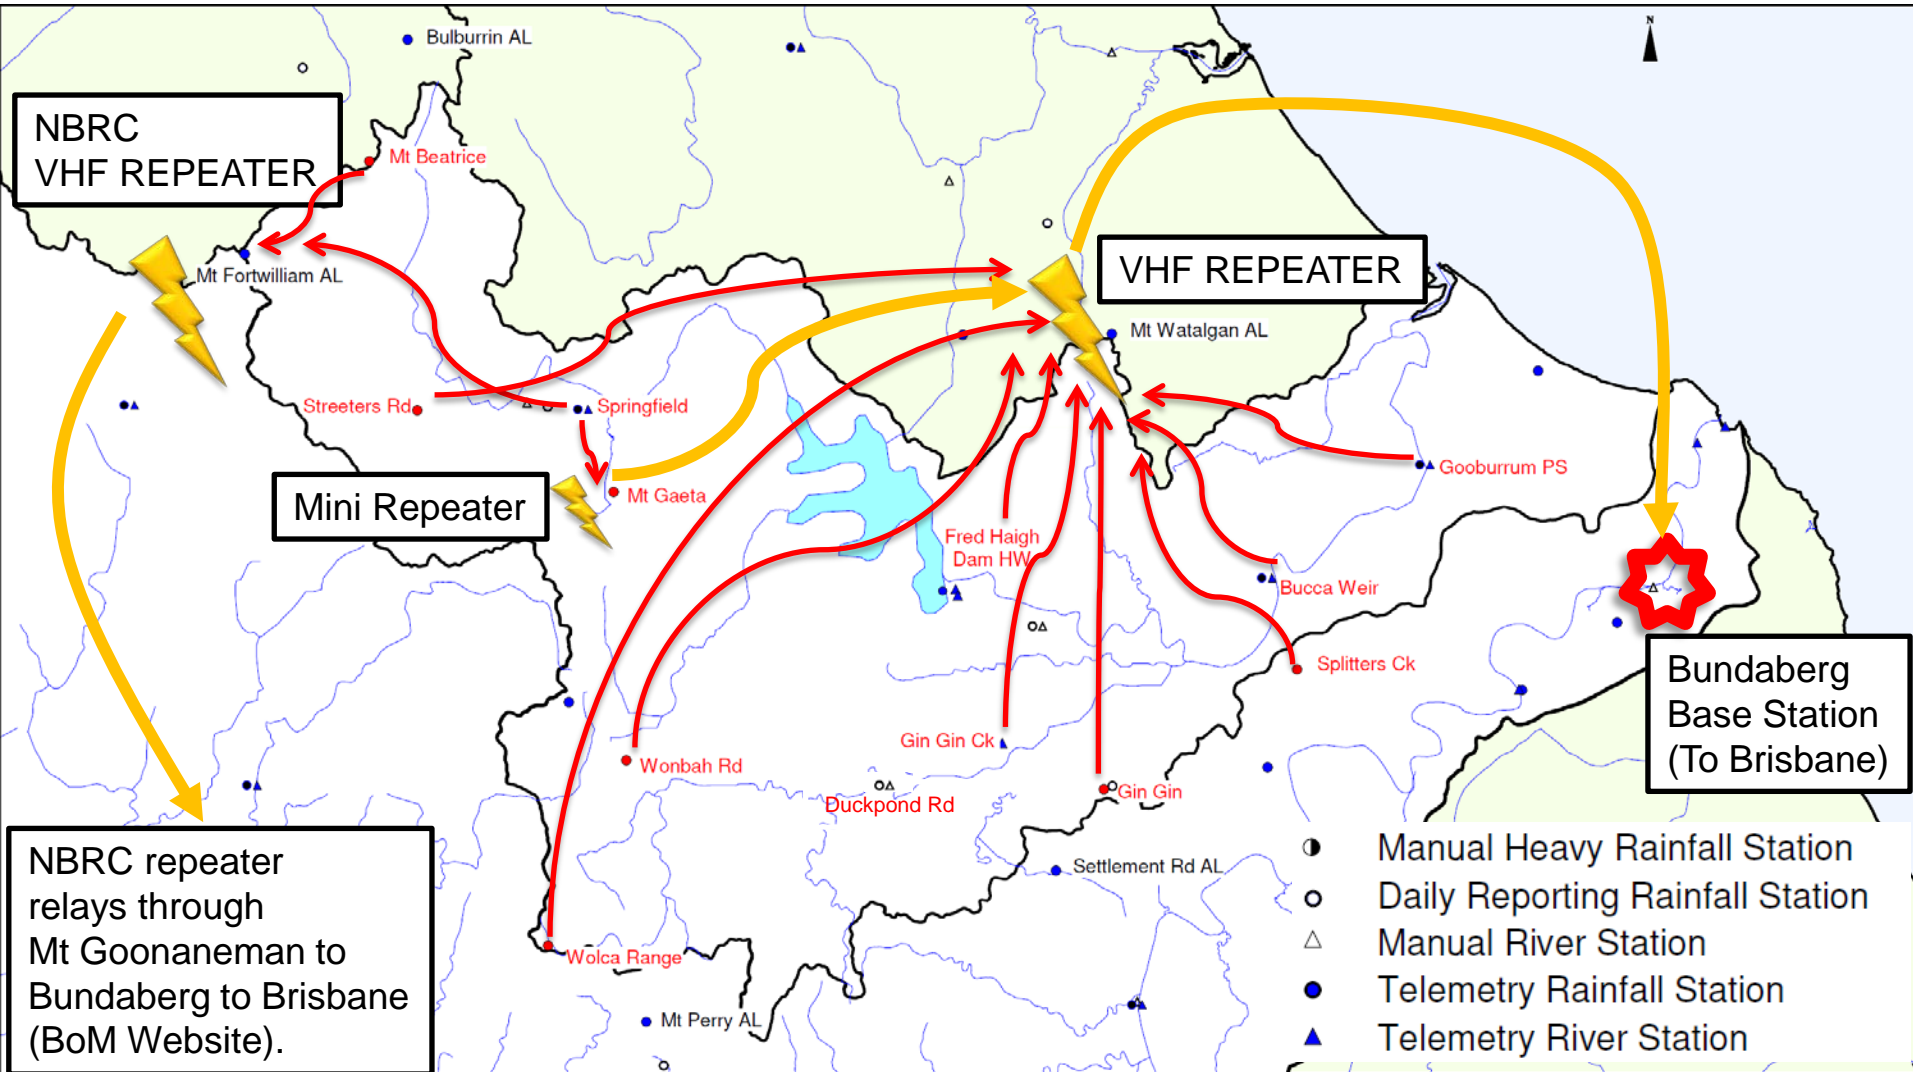 N
Bulburrin AL
NBRC
VHF REPEATER
Mt Beatrice
Mt Fortwilliam AL
VHF REPEATER
Mt Watalgan AL
Streeters Rd
Springfield
Mini Repeater
Mt Gaeta
Gooburrum PS
Fred Haigh
Dam HW
Bucca Weir
Splitters Ck
Bundaberg
Base Station
(To Brisbane)
Gin Gin Ck
Wonbah Rd
Duckpond Rd
Gin Gin
Settlement Rd AL
Wolca Range
Mt Perry AL
NBRC repeater
relays through
Mt Goonaneman to
Bundaberg to Brisbane
(BoM Website).
Manual Heavy Rainfall Station
Daily Reporting Rainfall Station
Manual River Station
Telemetry Rainfall Station
Telemetry River Station